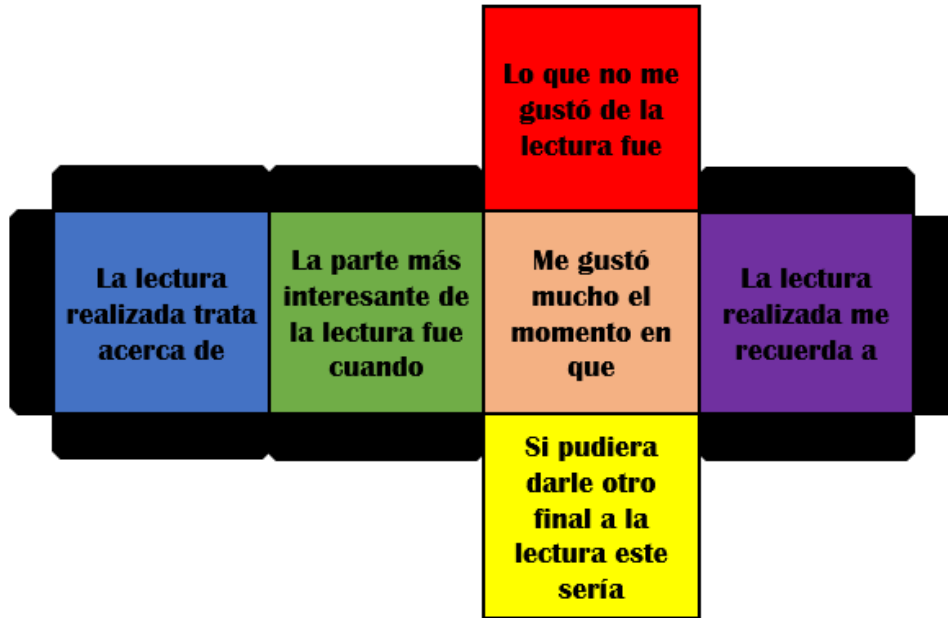 Lo que no me
gustó de la
lectura fue
La lectura
realizada trata
acerca de
La parte más
interesante de
la lectura fue
cuando
Me gustó
mucho el
momento en
que
La lectura
realizada me
recuerda a
Si pudiera
darle otro
final a la
lectura este
sería